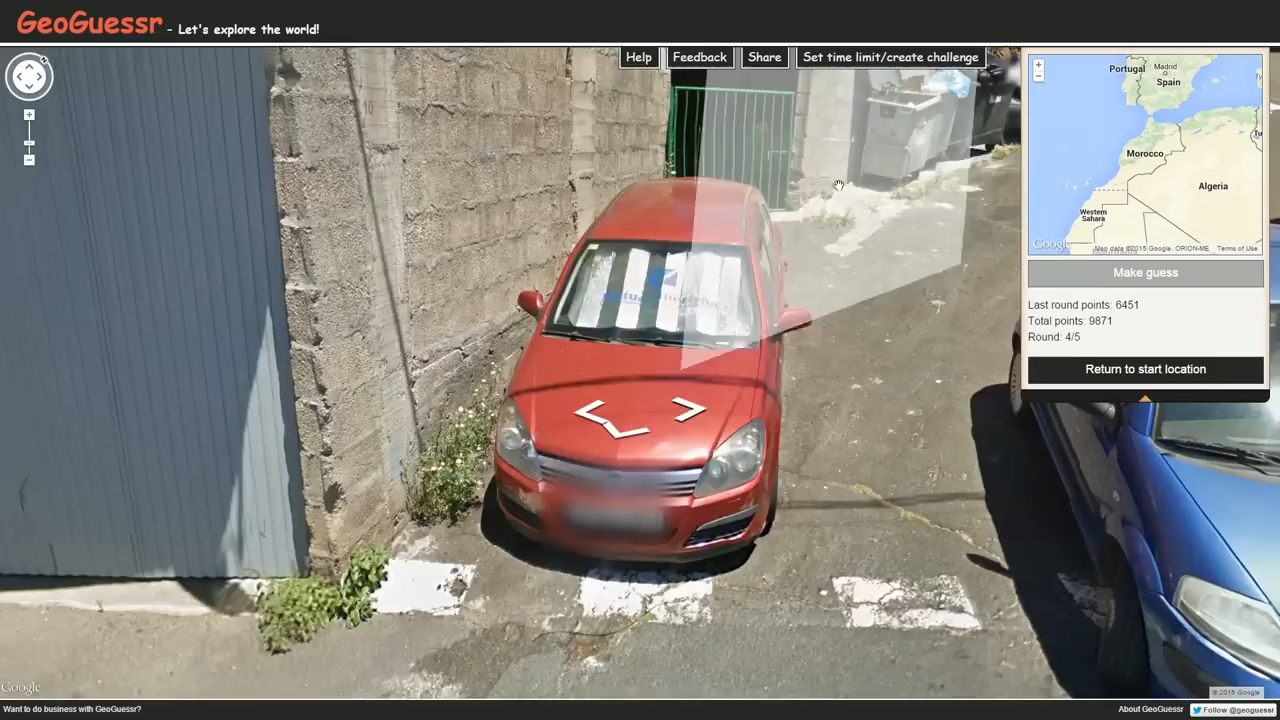 GeoGuessr - Let's explore the world!
Help
Feedback
Share
Set time limit/create challenge
Portugal
Madrid
Spain
Morocco
Algeria
Western
Sahara
Google
Map data ©2015 Google, ORION-ME
Terms of Use
Make guess
Last round points: 6451
Total points: 9871
Round: 4/5
Return to start location
Google
© 2015 Google
Want to do business with GeoGuessr?
About GeoGuessr
Follow @geoguessr